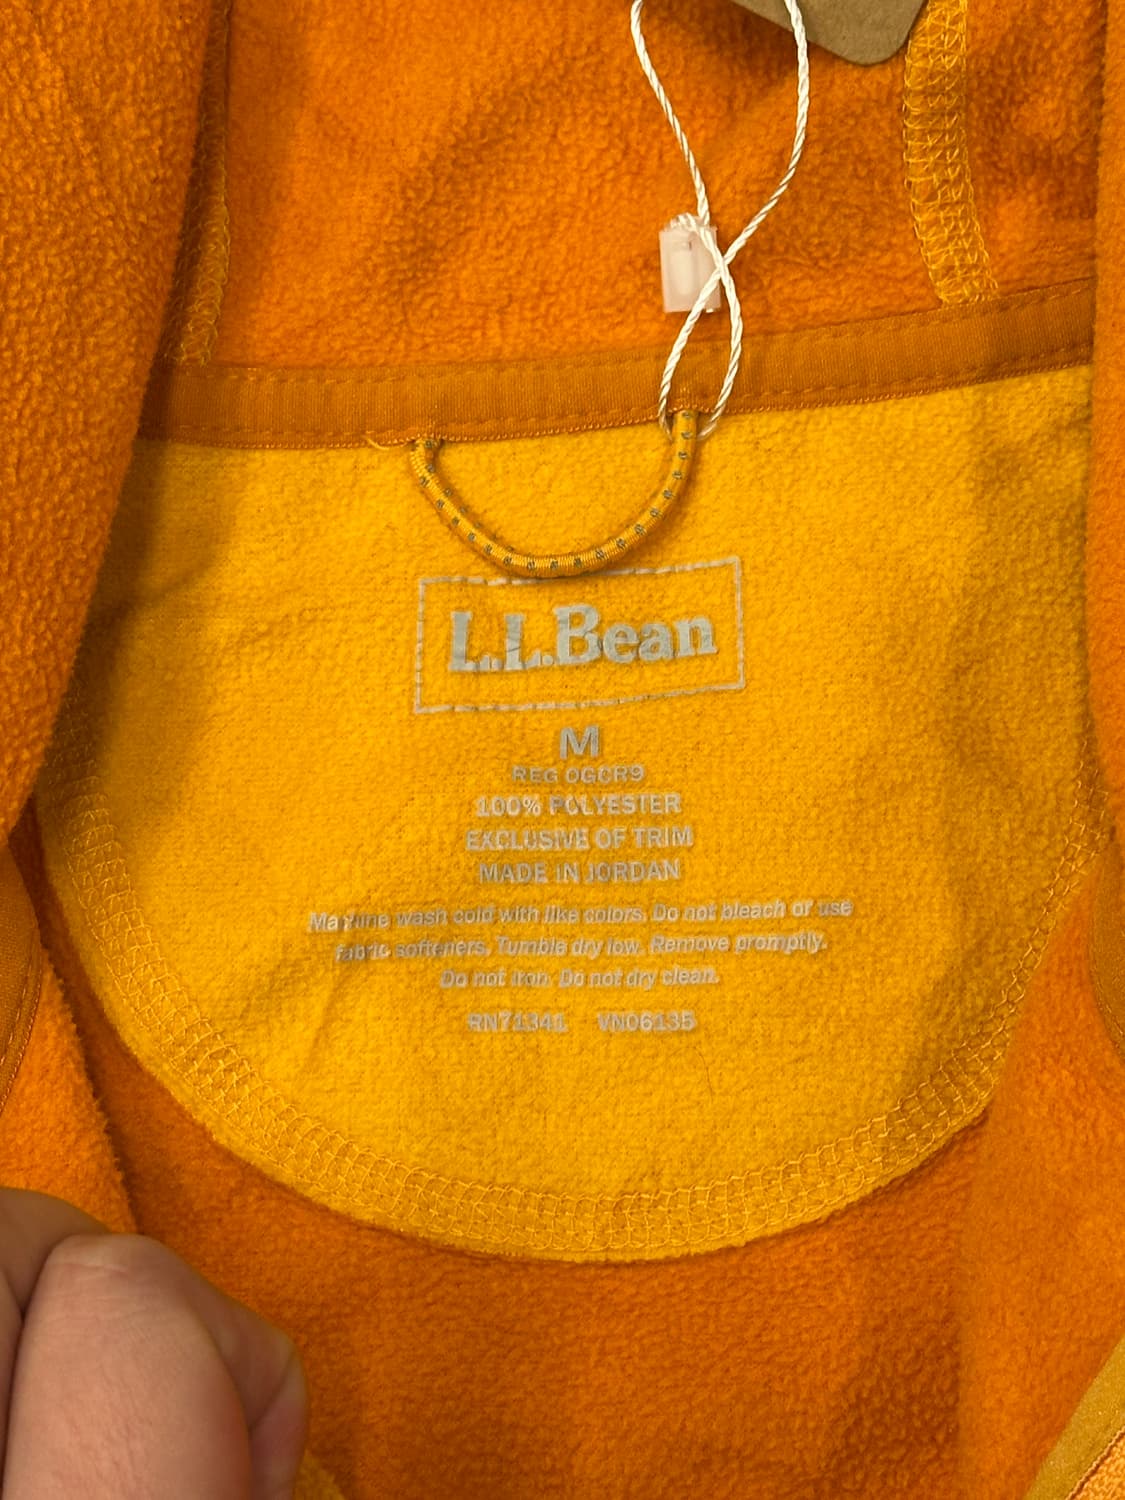 L.L.Bean
M
REG 0GCR9
100% POLYESTER
EXCLUSIVE OF TRIM
MADE IN JORDAN
Machine wash cold with like colors. Do not bleach or use
fabric softeners. Tumble dry low. Remove promptly.
Do not iron. Do not dry clean.
RN71341 VN06135